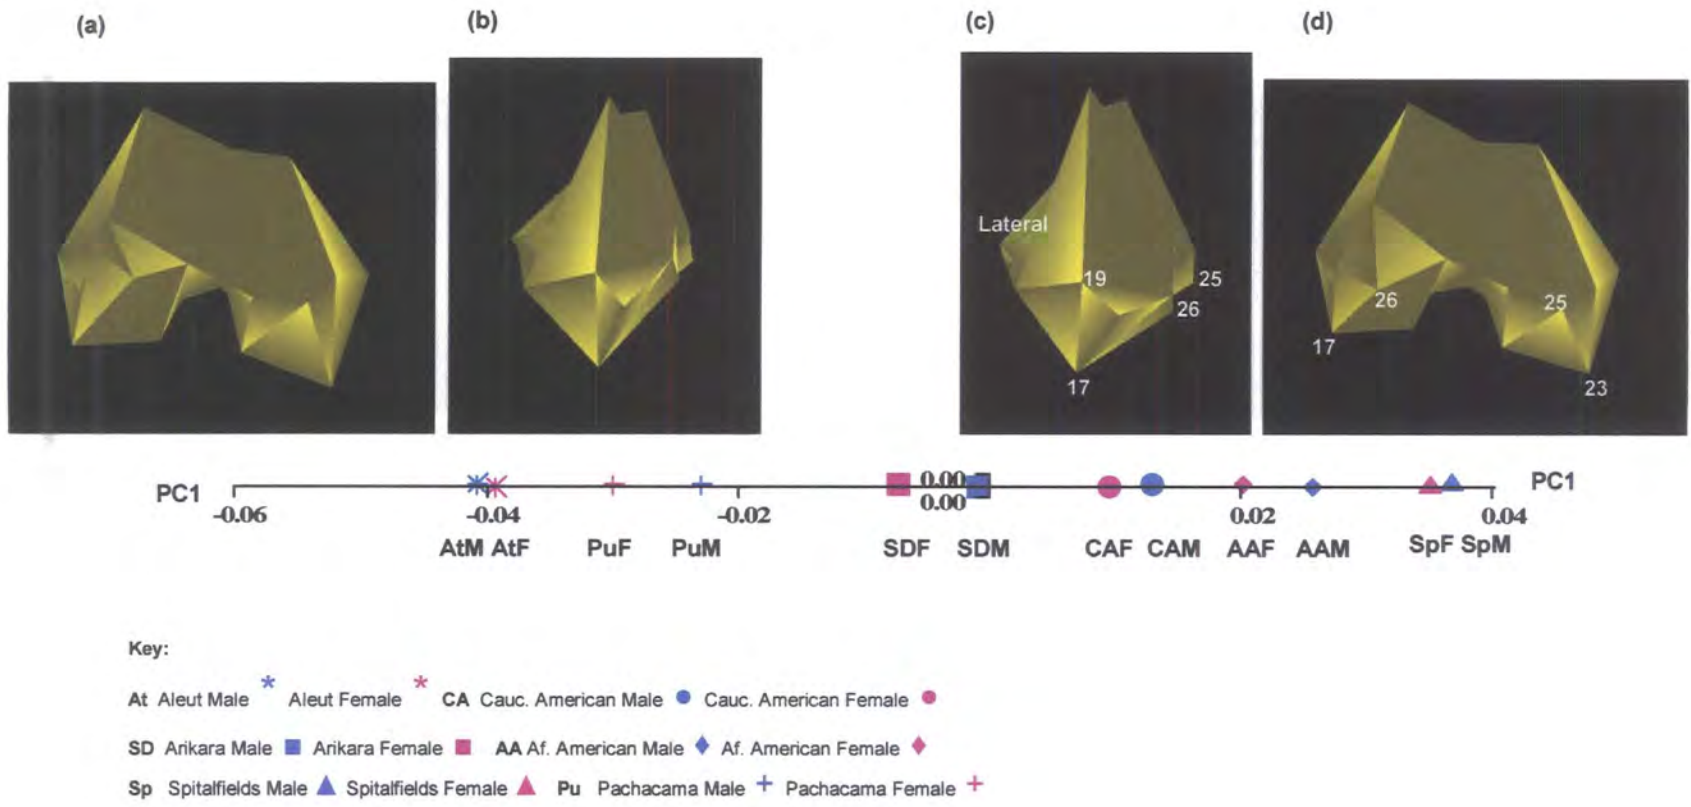 (a) (b) (c) (d)
Lateral
19 25
26
17
26 25
17
23
PC1 0.00 PC1
0.00
-0.06 -0.04 -0.02 0.02 0.04
AtM AtF PuF PuM SDF SDM CAF CAM AAF AAM SpF SpM
Key:
At Aleut Male Aleut Female CA Cauc. American Male Cauc. American Female
SD Arikara Male Arikara Female AA Af. American Male Af. American Female
Sp Spitalfields Male Spitalfields Female Pu Pachacama Male Pachacama Female